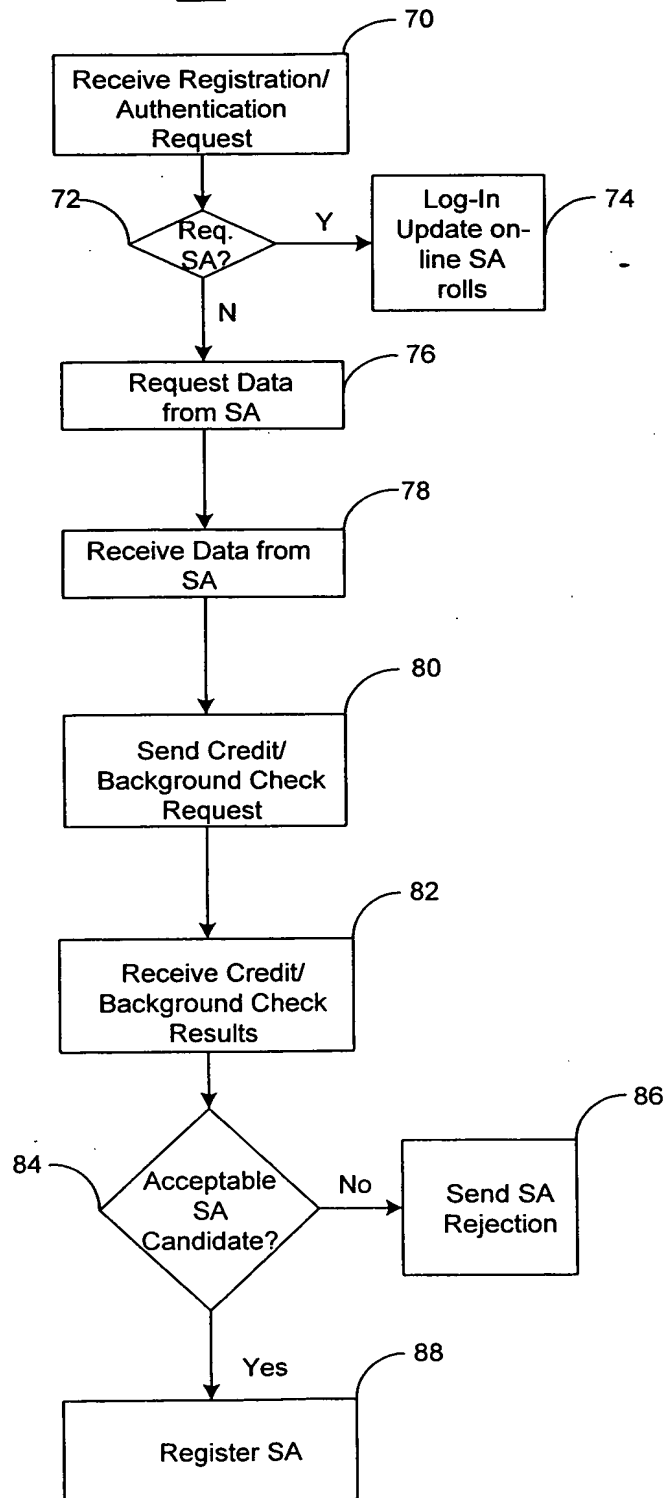 70
Receive Registration/
Authentication
Request
72
Req.
SA?
Y
Log-In
Update on-
line SA
rolls
74
N
76
Request Data
from SA
78
Receive Data from
SA
80
Send Credit/
Background Check
Request
82
Receive Credit/
Background Check
Results
84
Acceptable
SA
Candidate?
No
86
Send SA
Rejection
Yes
88
Register SA